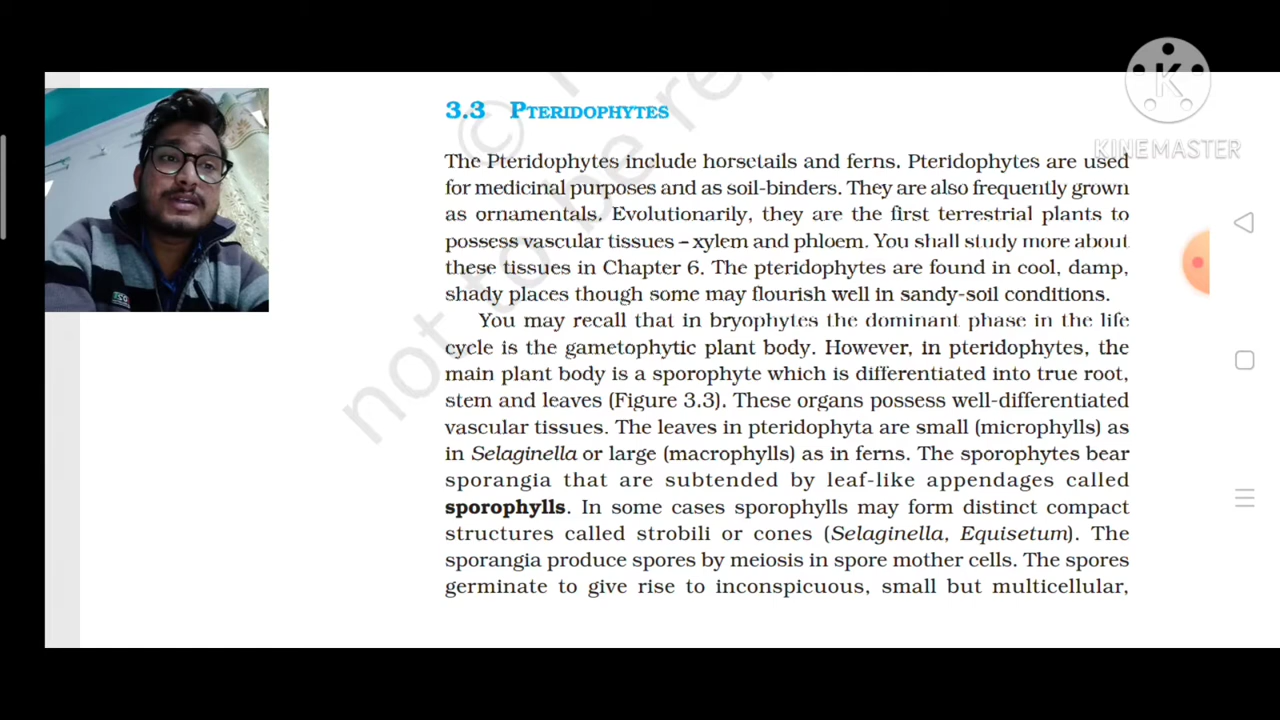 3.3 PTERIDOPHYTES
The Pteridophytes include horsetails and ferns. Pteridophytes are used
for medicinal purposes and as soil-binders. They are also frequently grown
as ornamentals. Evolutionarily, they are the first terrestrial plants to
possess vascular tissues – xylem and phloem. You shall study more about
these tissues in Chapter 6. The pteridophytes are found in cool, damp,
shady places though some may flourish well in sandy-soil conditions.
You may recall that in bryophytes the dominant phase in the life
cycle is the gametophytic plant body. However, in pteridophytes, the
main plant body is a sporophyte which is differentiated into true root,
stem and leaves (Figure 3.3). These organs possess well-differentiated
vascular tissues. The leaves in pteridophyta are small (microphylls) as
in Selaginella or large (macrophylls) as in ferns. The sporophytes bear
sporangia that are subtended by leaf-like appendages called
sporophylls. In some cases sporophylls may form distinct compact
structures called strobili or cones (Selaginella, Equisetum). The
sporangia produce spores by meiosis in spore mother cells. The spores
germinate to give rise to inconspicuous, small but multicellular,
K
KINEMASTER
©
not to be rep